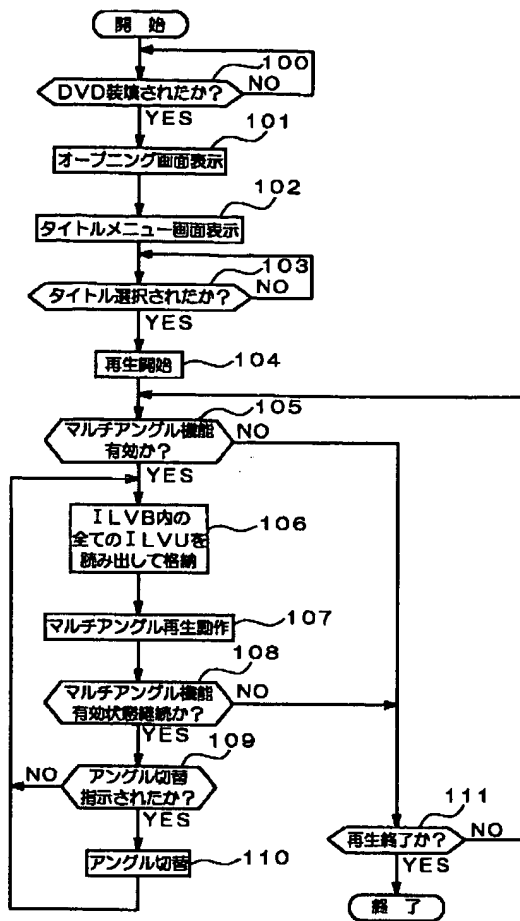 開始
100
DVD装填されたか?
NO
YES
101
オープニング画面表示
102
タイトルメニュー画面表示
103
タイトル選択されたか?
NO
YES
104
再生開始
105
マルチアングル機能
有効か?
NO
YES
106
ILVB内の
全てのILVUを
読み出して格納
107
マルチアングル再生動作
108
マルチアングル機能
有効状態継続か?
NO
YES
109
NO
アングル切替
指示されたか?
YES
アングル切替
110
111
再生終了か?
NO
YES
終了